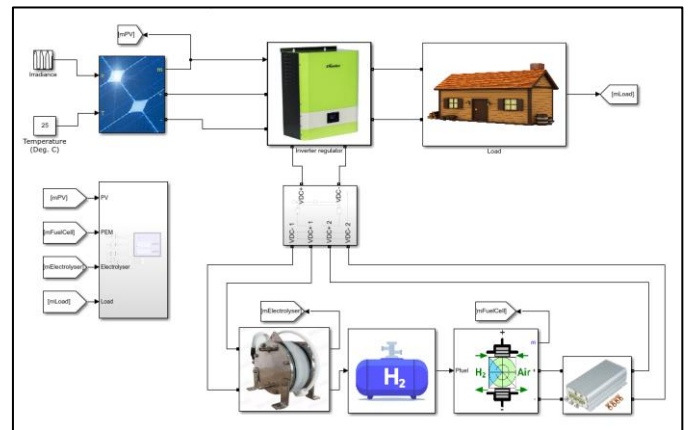 [mPV]
Irradiance
25
Temperature
(Deg. C)
m
T
Inverter regulator
Load
[mLoad]
VDC+
VDC
VDC- 1
VDC+ 1
VDC+ 2
VDC- 2
[mPV]
PV
[mFuelCell]
PEM
[mElectrolyser]
Electrolyser
[mLoad]
Load
[mElectrolyser]
[mFuelCell]
H2
Pfuel
+
m
H2 Air
+
-
-